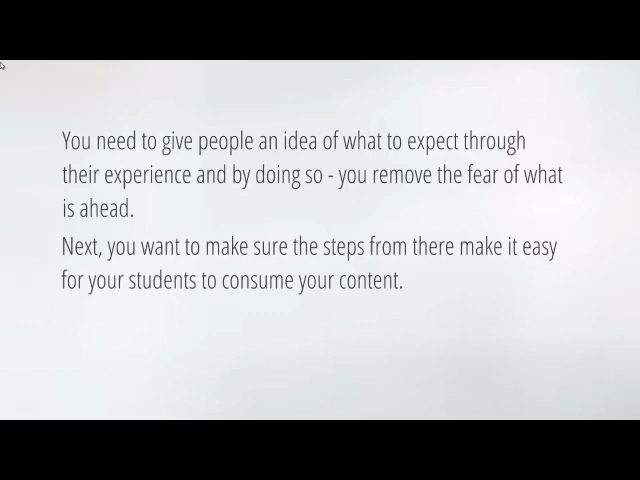 You need to give people an idea of what to expect through
their experience and by doing so - you remove the fear of what
is ahead.
Next, you want to make sure the steps from there make it easy
for your students to consume your content.